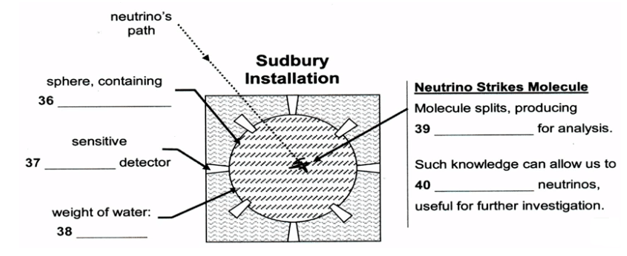 neutrino's
path
Sudbury
Installation
sphere, containing
36 ________________
sensitive
37 __________ detector
weight of water:
38 __________
Neutrino Strikes Molecule
Molecule splits, producing
39 ______________ for analysis.
Such knowledge can allow us to
40 ______________ neutrinos,
useful for further investigation.